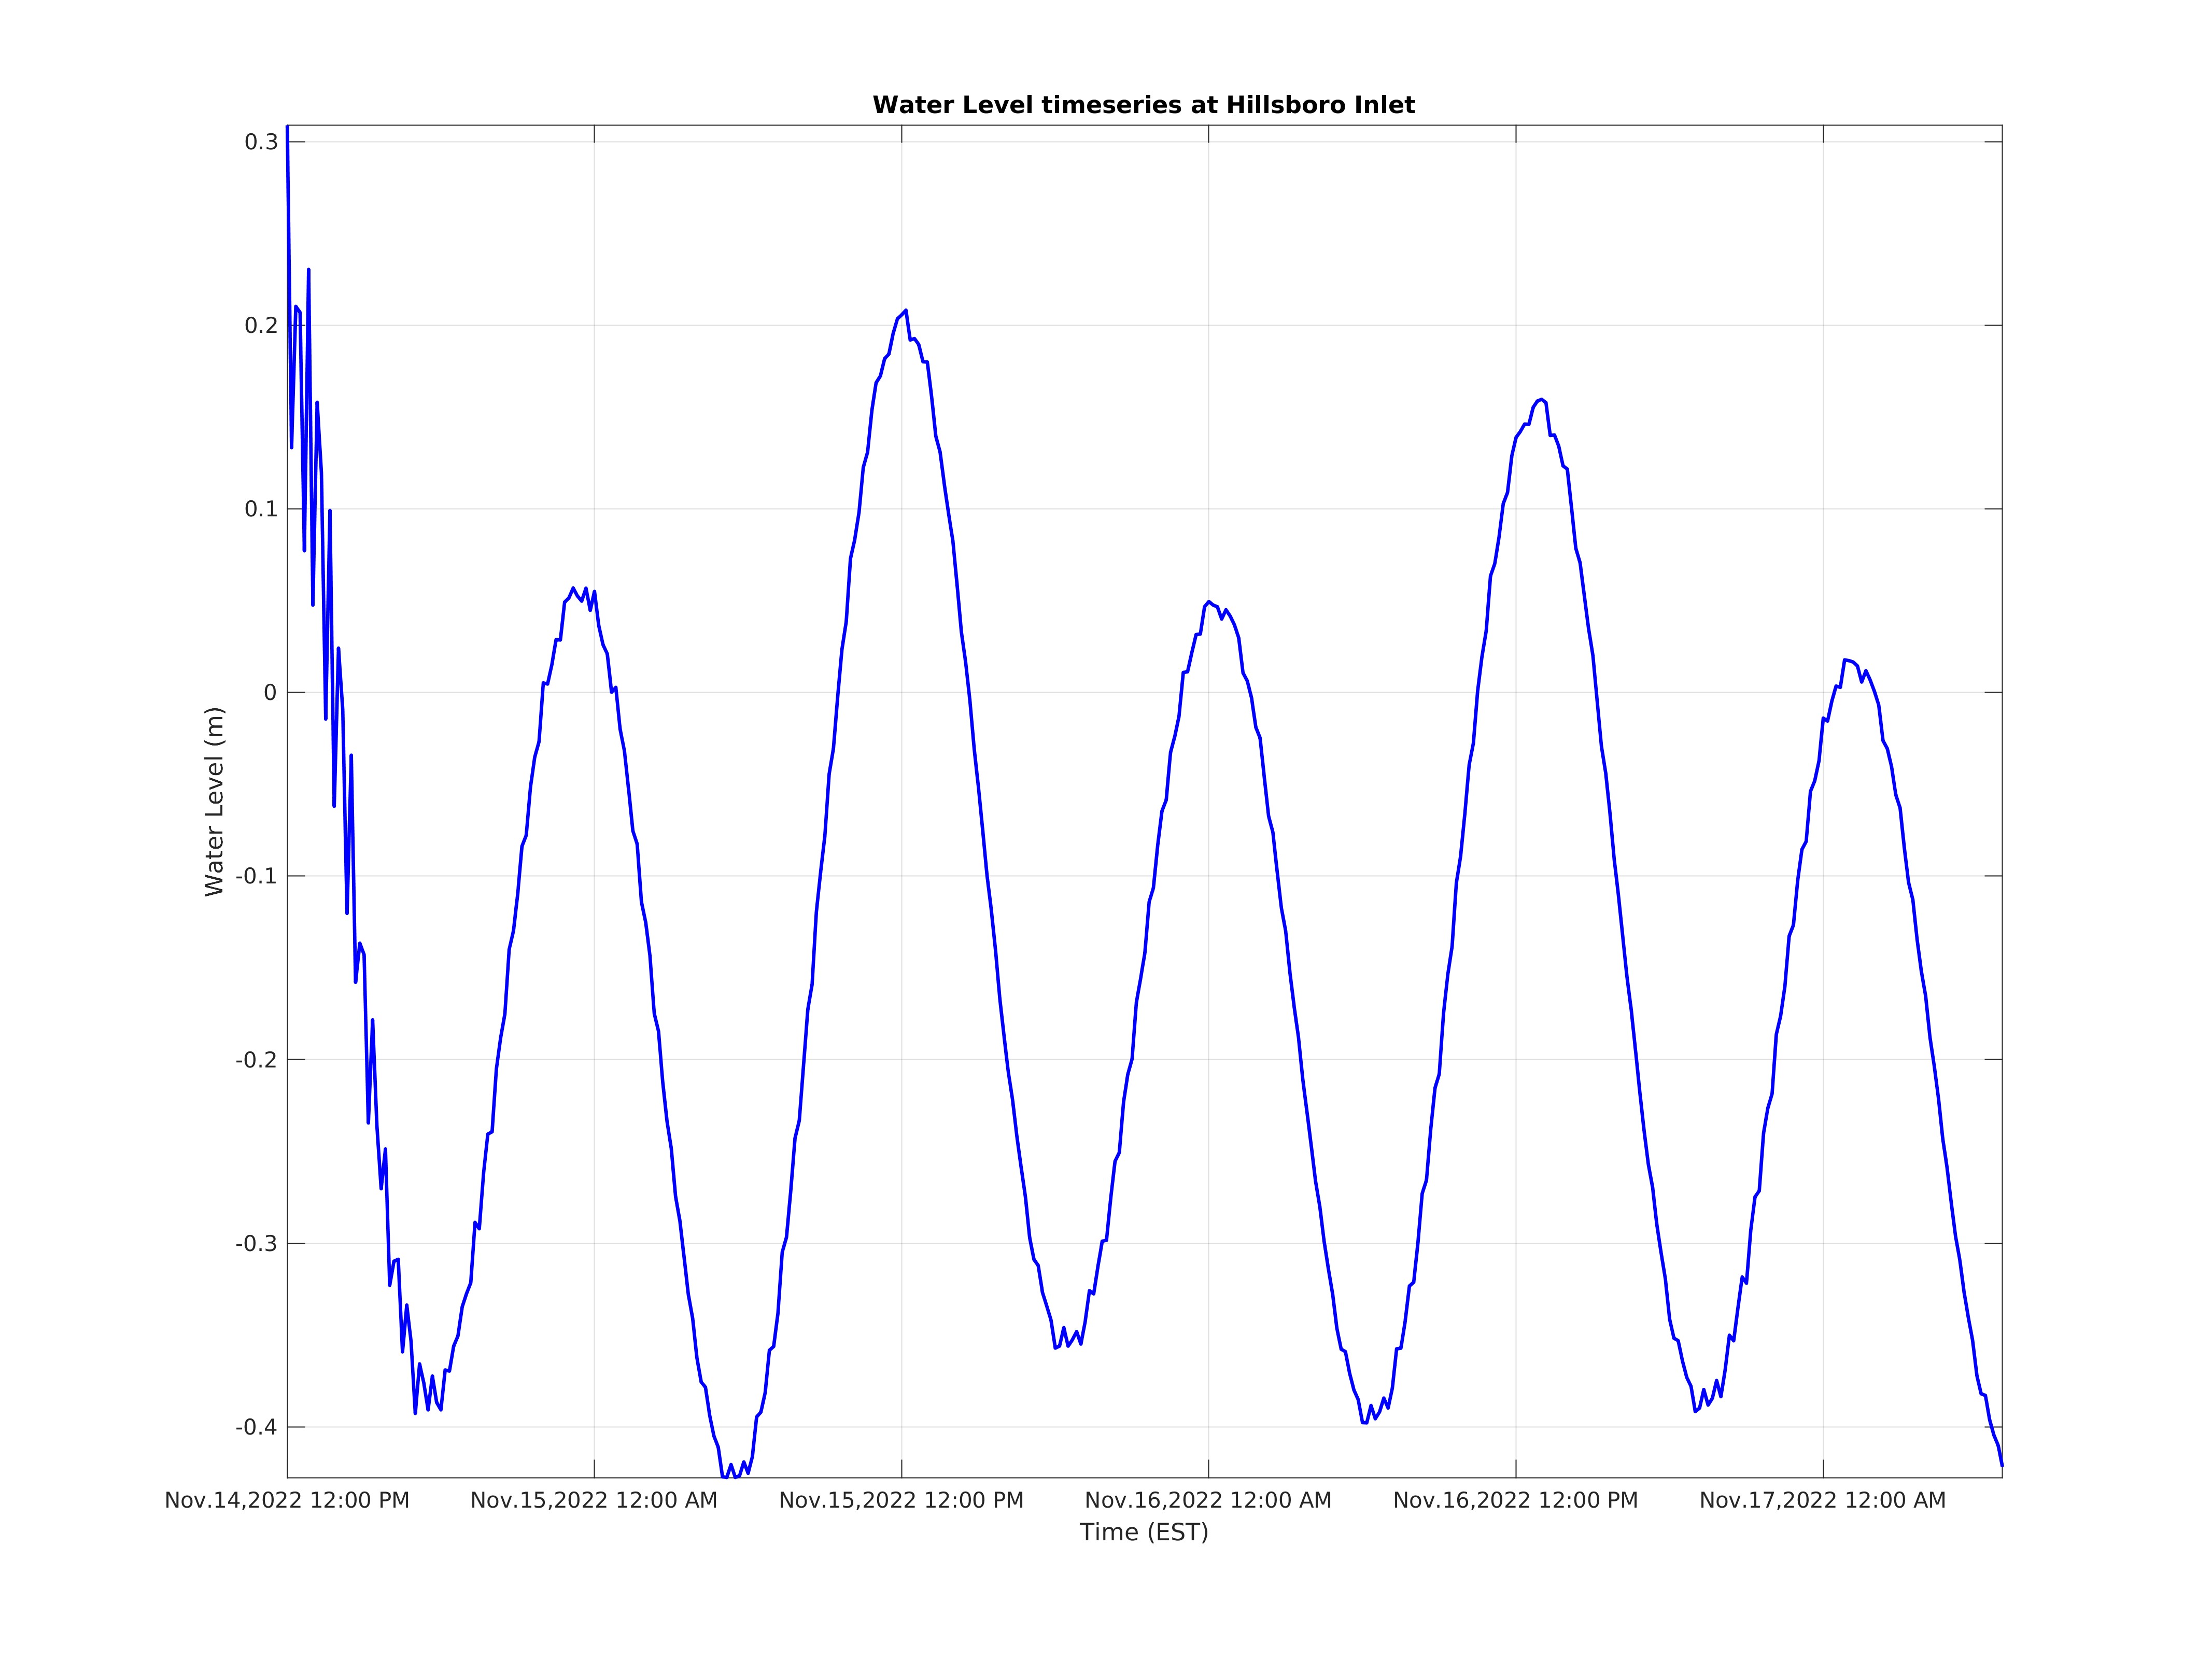 Water Level timeseries at Hillsboro Inlet
0.3
0.2
0.1
0
-0.1
-0.2
-0.3
-0.4
Water Level (m)
Nov.14,2022 12:00 PM
Nov.15,2022 12:00 AM
Nov.15,2022 12:00 PM
Nov.16,2022 12:00 AM
Nov.16,2022 12:00 PM
Nov.17,2022 12:00 AM
Time (EST)